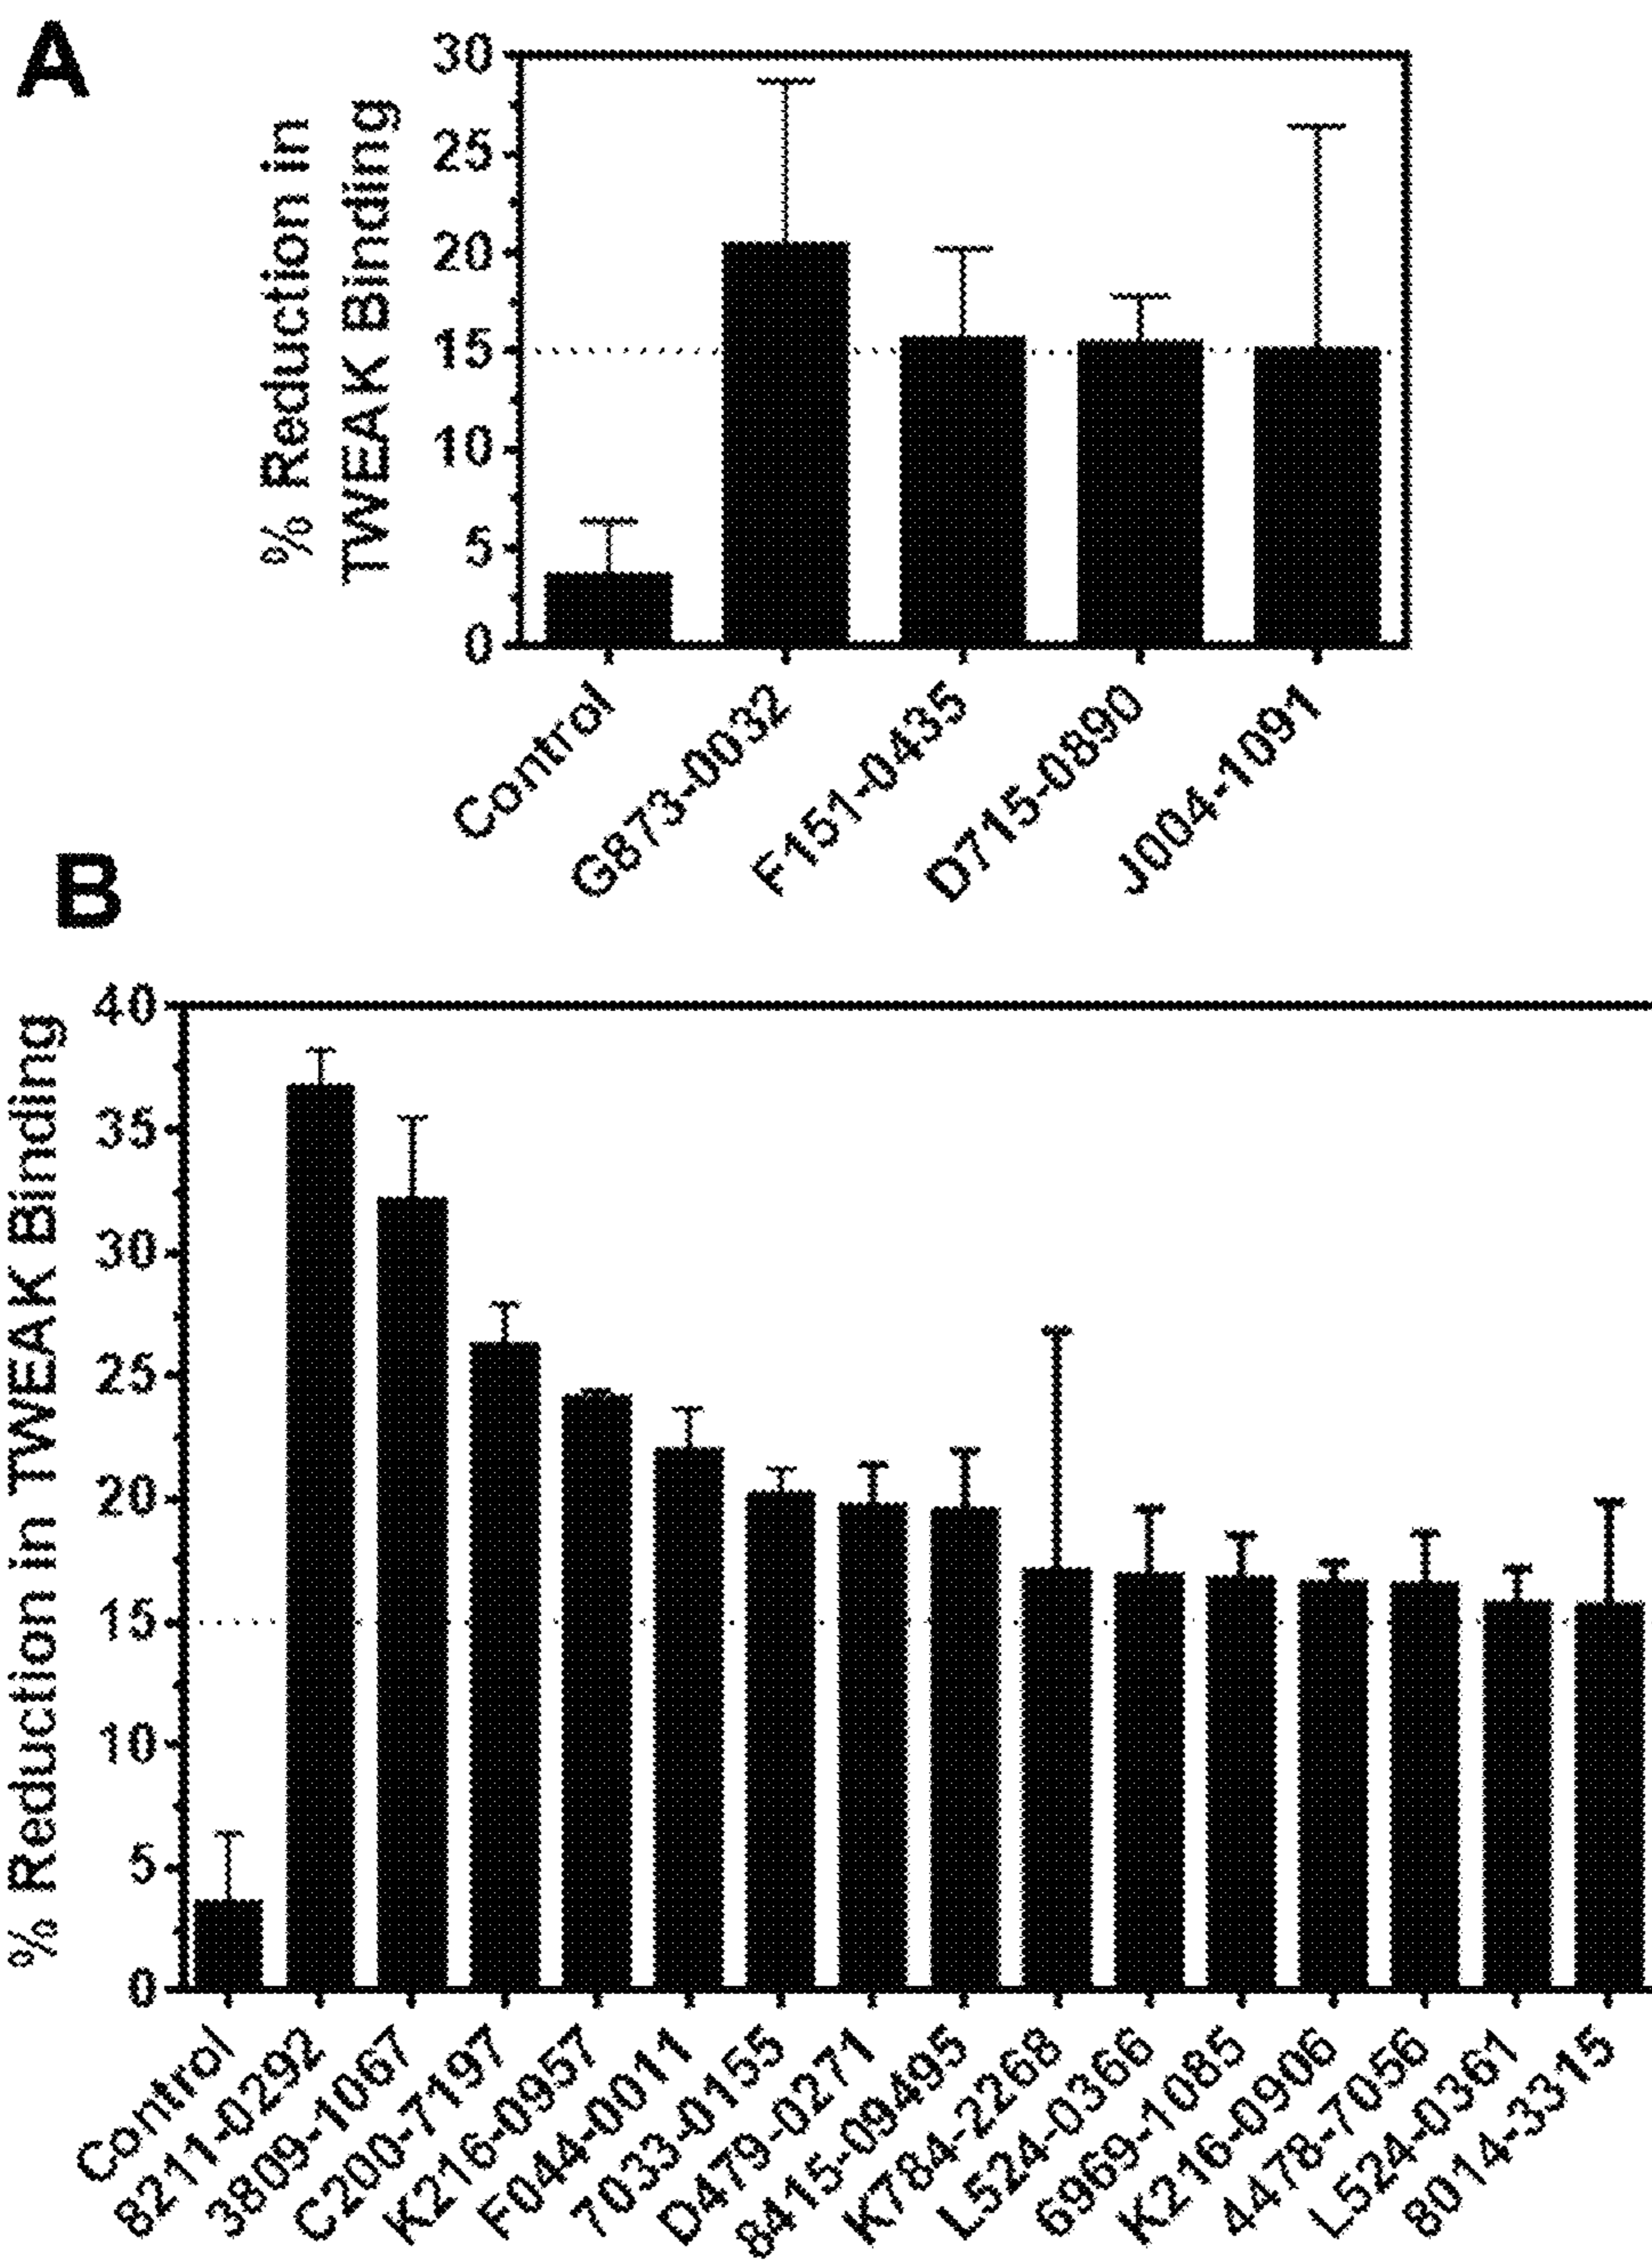 A
% Reduction in
TWEAK Binding
30
25
20
15
10
5
0
Control
G873-0032
F151-0435
D715-0890
J004-1091
B
% Reduction in TWEAK Binding
40
35
30
25
20
15
10
5
0
Control
8211-0292
3809-1067
C200-7197
K216-0957
F044-0011
7033-0155
D479-0271
8415-09495
K784-2268
L524-0366
6969-1085
K216-0906
4478-7056
L524-0361
8014-3315